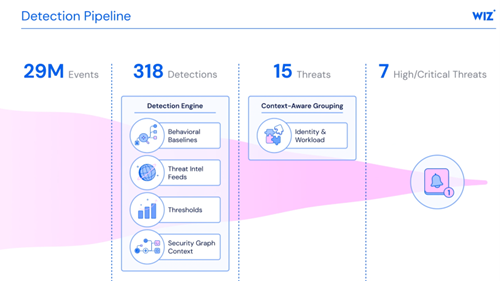 Detection Pipeline
WIZ
29M Events
318 Detections
15 Threats
7 High/Critical Threats
Detection Engine
Behavioral
Baselines
Threat Intel
Feeds
Thresholds
Security Graph
Context
Context-Aware Grouping
Identity &
Workload
1